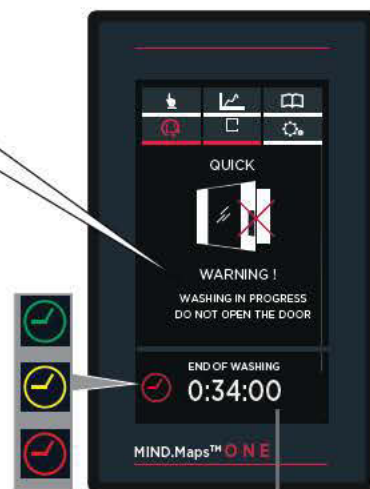 QUICK
WARNING !
WASHING IN PROGRESS
DO NOT OPEN THE DOOR
END OF WASHING
0:34:00
MIND.Maps™ ONE